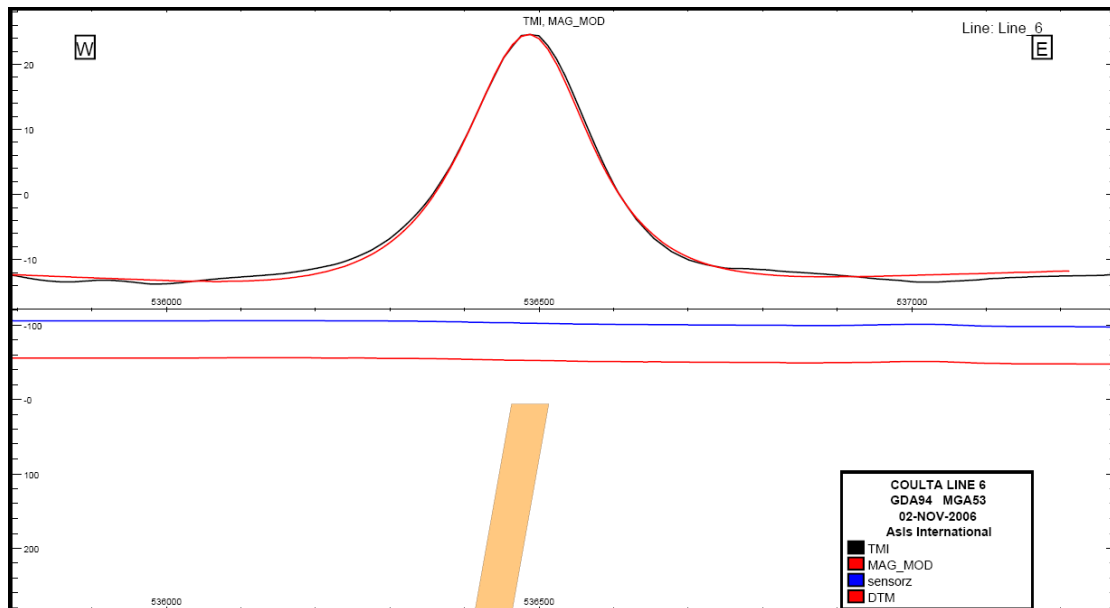 TMI, MAG_MOD
Line: Line_6
W
E
20
10
0
-10
536000
536500
537000
-100
-0
100
200
536000
536500
COULTA LINE 6
GDA94 MGA53
02-NOV-2006
Asis International
TMI
MAG_MOD
sensorz
DTM